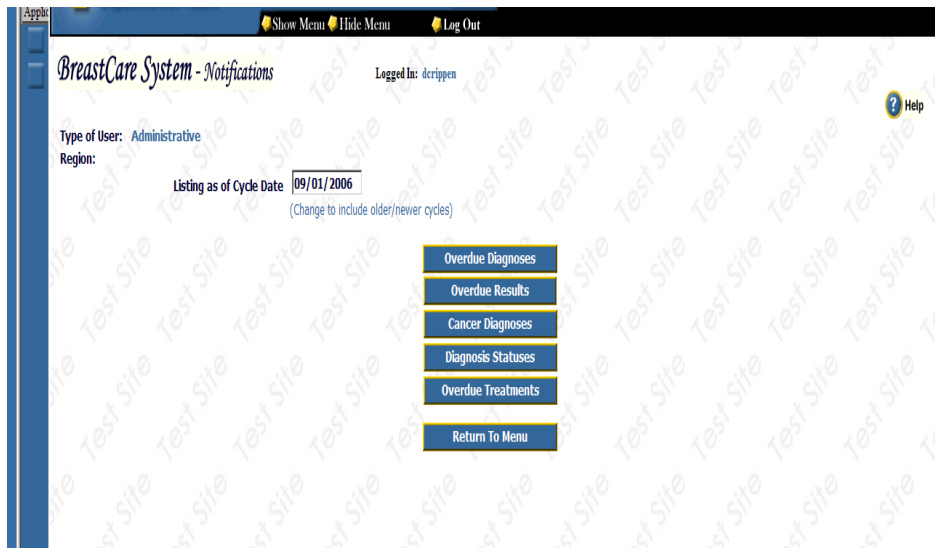 Applic
Show Menu Hide Menu Log Out
BreastCare System - Notifications
Logged In: dcrippen
? Help
Type of User: Administrative
Region:
Listing as of Cycle Date 09/01/2006
(Change to include older/newer cycles)
Overdue Diagnoses
Overdue Results
Cancer Diagnoses
Diagnosis Statuses
Overdue Treatments
Return To Menu
Test Site